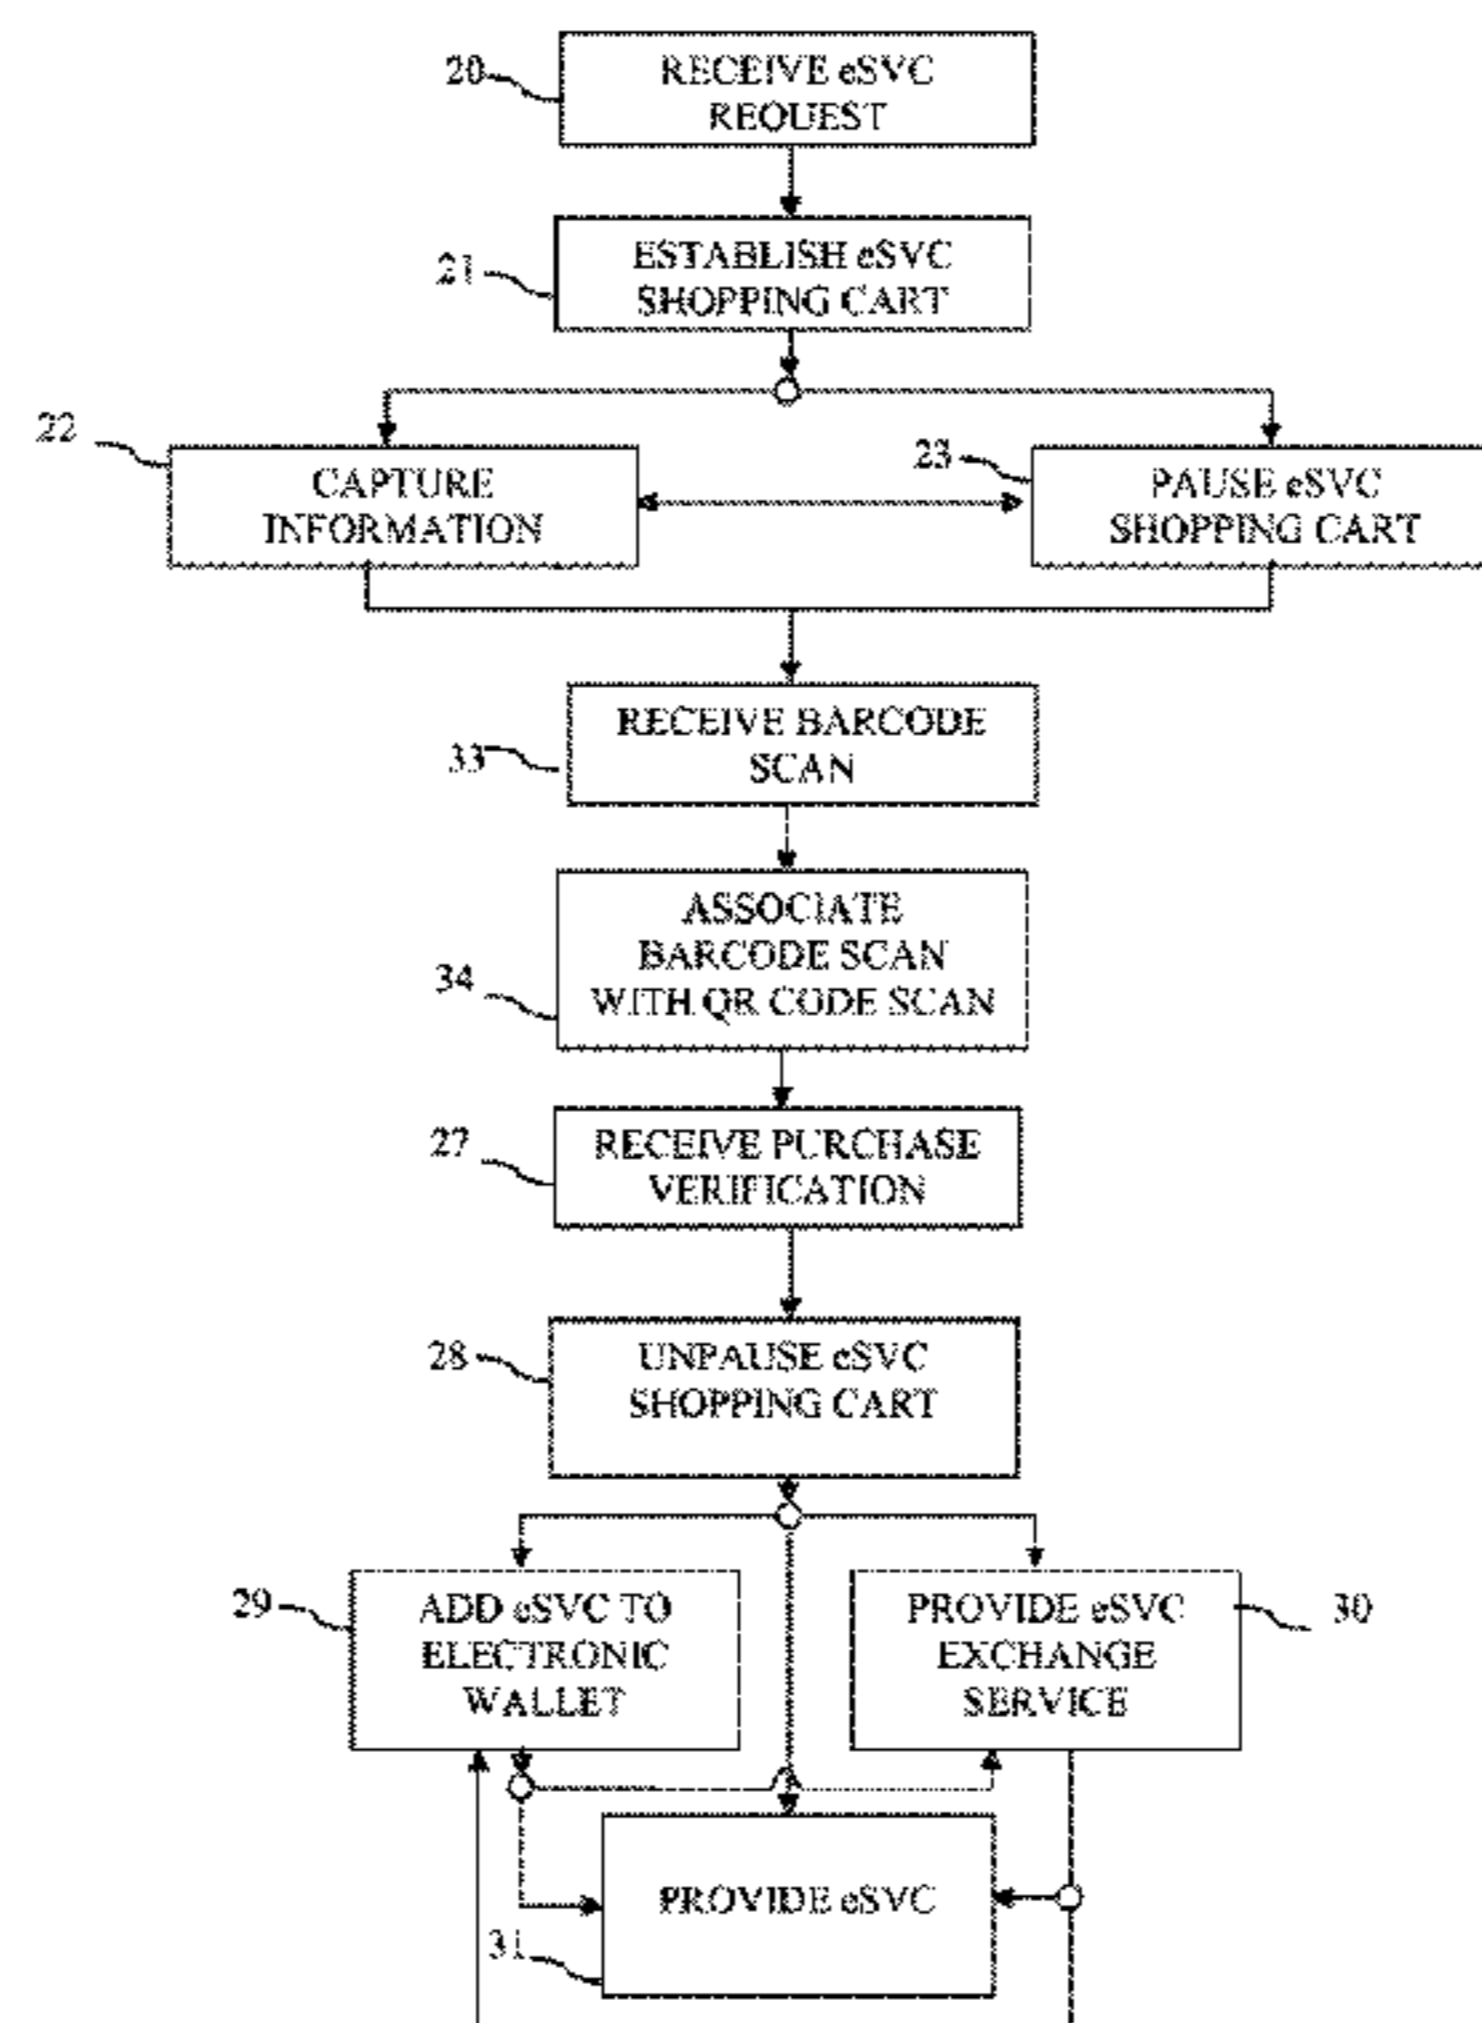 20
RECEIVE eSVC
REQUEST
21
ESTABLISH eSVC
SHOPPING CART
22
CAPTURE
INFORMATION
23
PAUSE eSVC
SHOPPING CART
33
RECEIVE BARCODE
SCAN
34
ASSOCIATE
BARCODE SCAN
WITH QR CODE SCAN
27
RECEIVE PURCHASE
VERIFICATION
28
UNPAUSE eSVC
SHOPPING CART
29
ADD eSVC TO
ELECTRONIC
WALLET
PROVIDE eSVC
EXCHANGE
SERVICE
30
PROVIDE eSVC
31